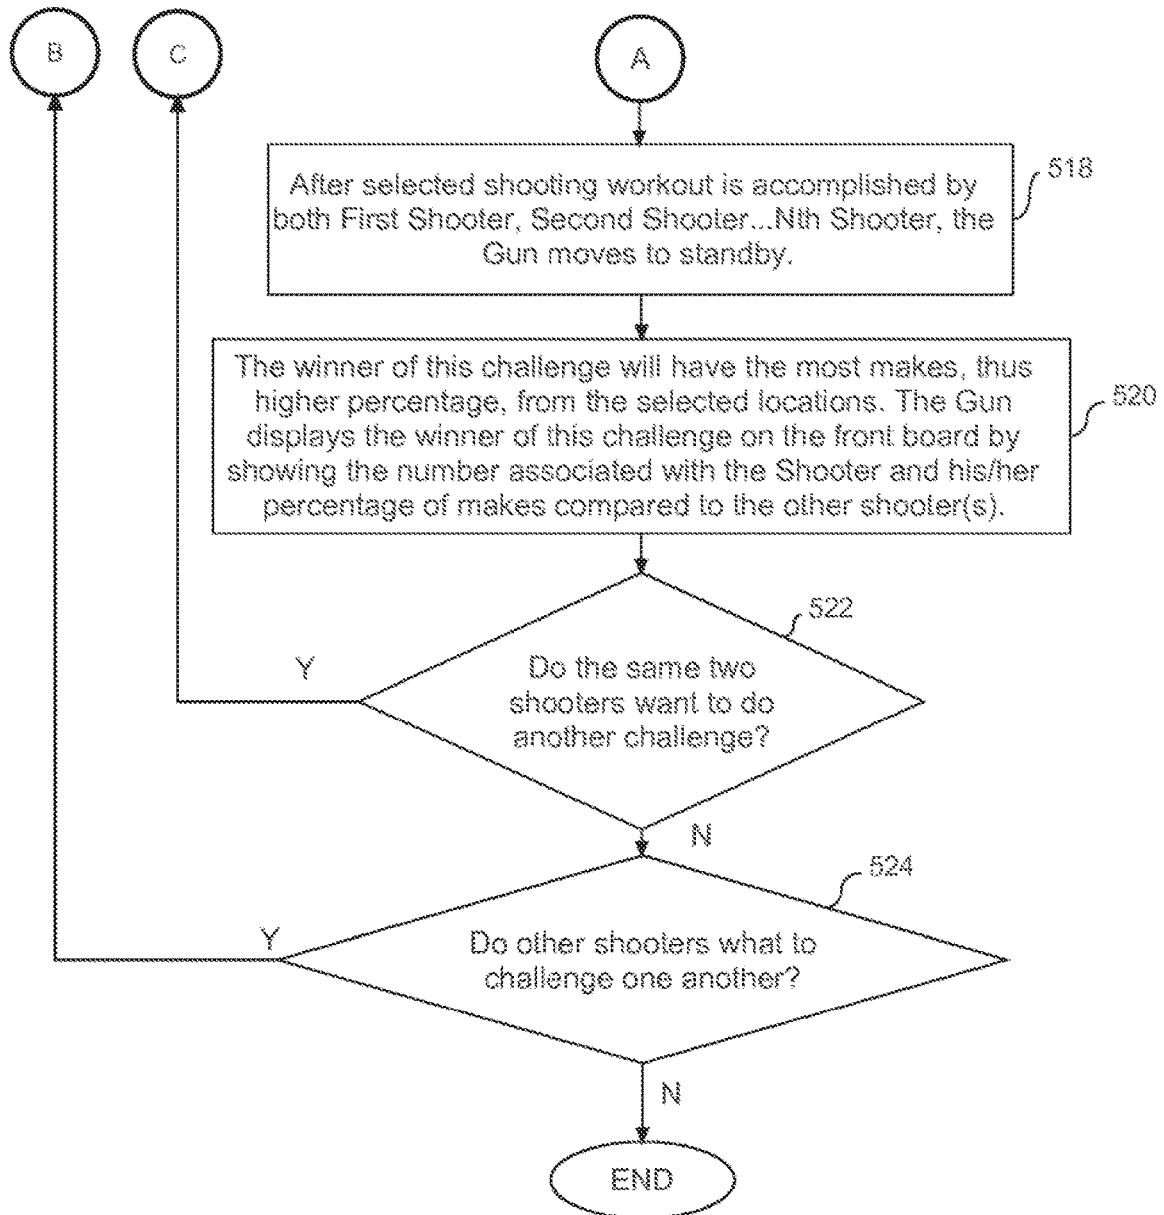 B
C
A
518
After selected shooting workout is accomplished by
both First Shooter, Second Shooter...Nth Shooter, the
Gun moves to standby.
520
The winner of this challenge will have the most makes, thus
higher percentage, from the selected locations. The Gun
displays the winner of this challenge on the front board by
showing the number associated with the Shooter and his/her
percentage of makes compared to the other shooter(s).
522
Y
Do the same two
shooters want to do
another challenge?
N
524
Y
Do other shooters what to
challenge one another?
N
END